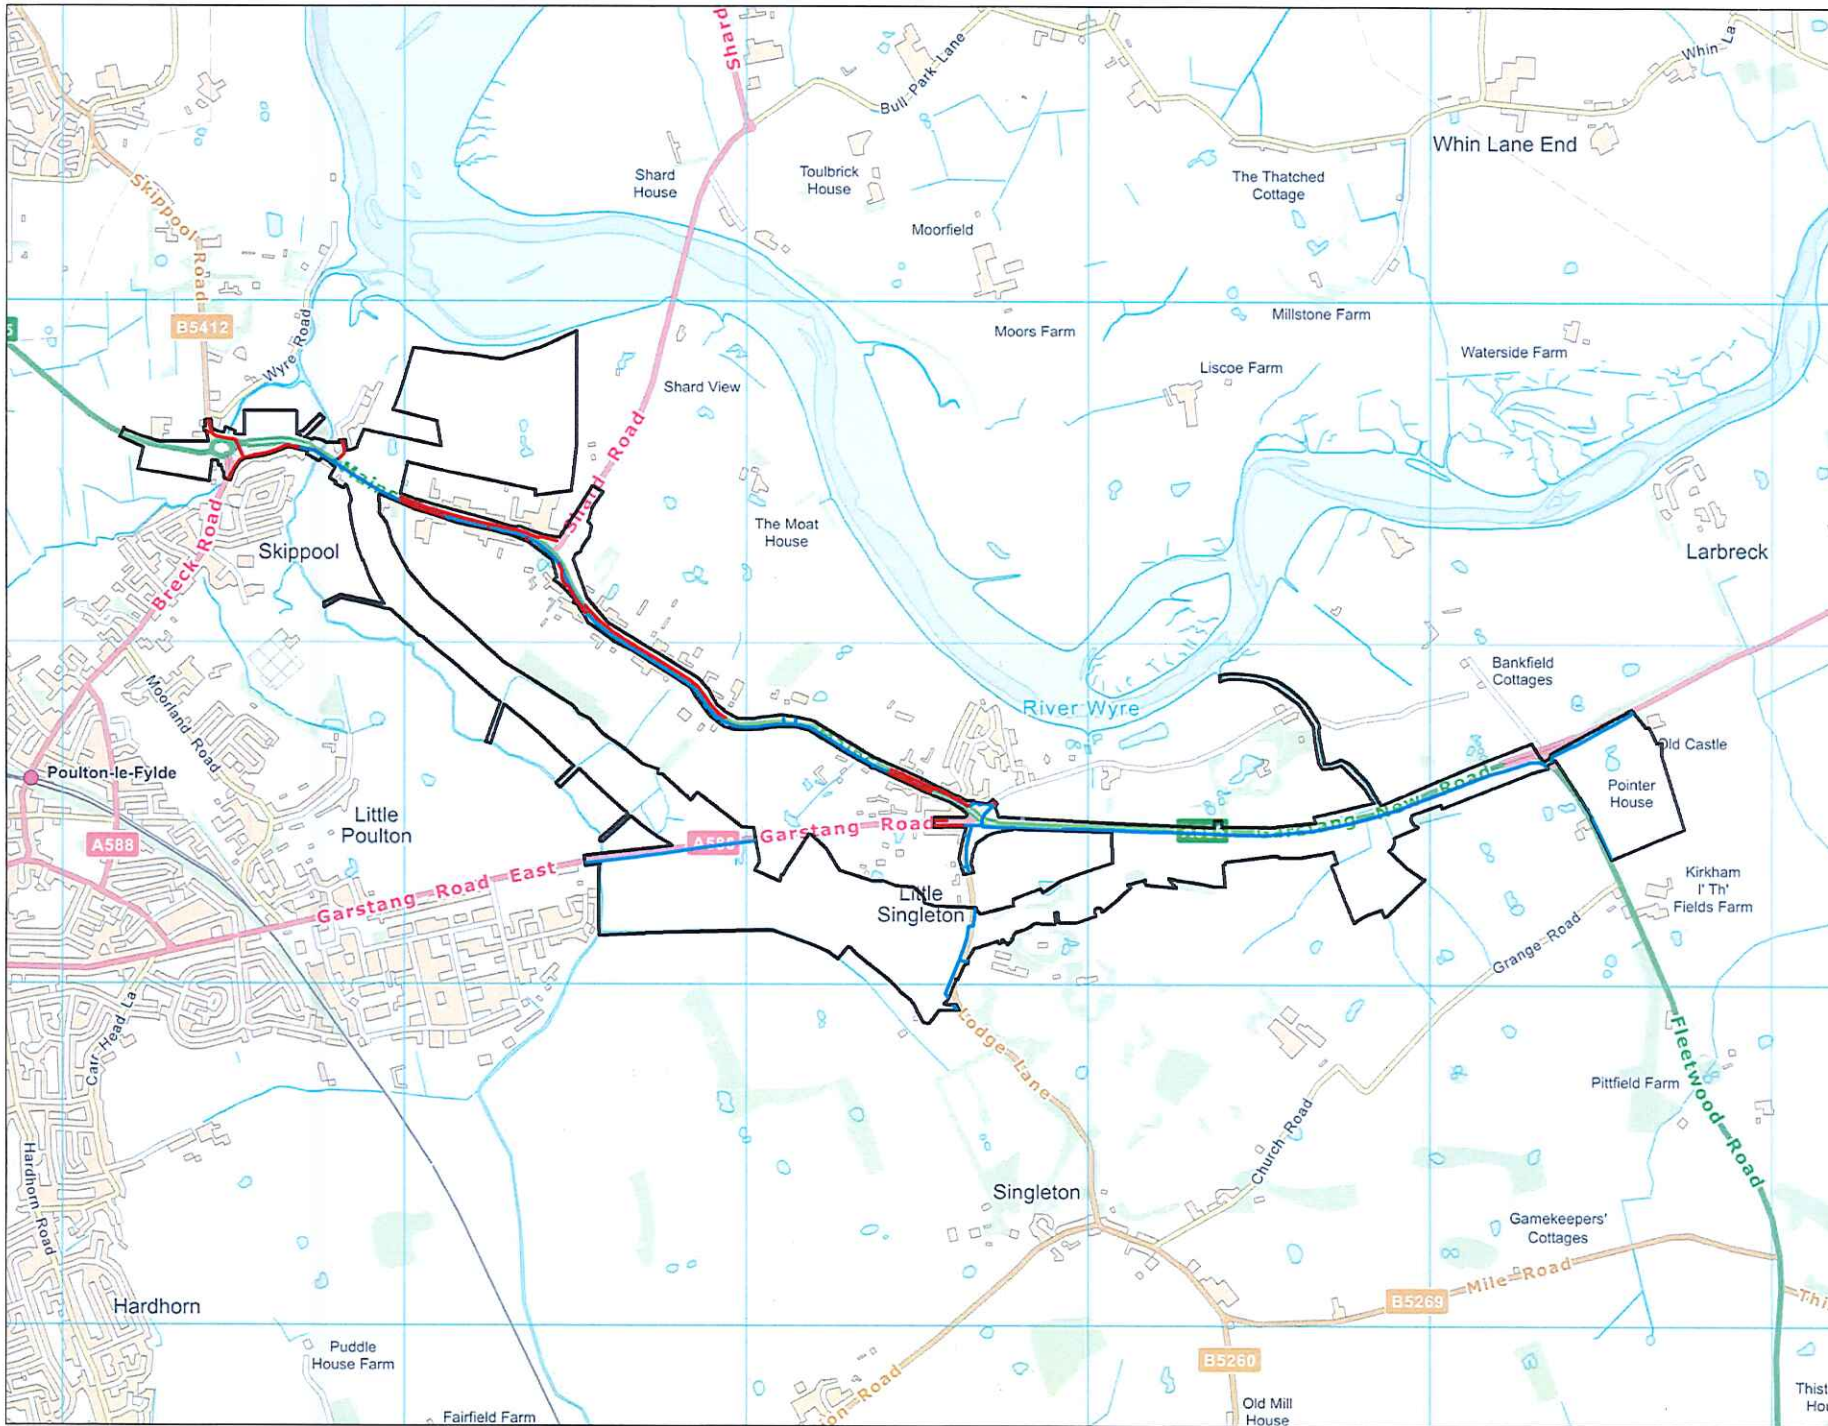 Shard
Bull Park Lane
Whin La
Whin Lane End
Shard
House
Toulbrick
House
The Thatched
Cottage
Skippool Road
Moorfield
B5412
Wyre Road
Moors Farm
Millstone Farm
Liscoe Farm
Waterside Farm
Shard View
Shard Road
Mains
The Moat
House
Skippool
Breck Road
Larbreck
Bankfield
Cottages
River Wyre
Moorland Road
Old Castle
Poulton-le-Fylde
Pointer
House
Little
Poulton
A588
Garstang Road
Garstang New Road
Garstang Road East
Little
Singleton
Kirkham
I' Th'
Fields Farm
Grange Road
Carr Head La
Lodge Lane
Fleetwood Road
Pittfield Farm
Church Road
Hardhorn Road
Singleton
Gamekeepers'
Cottages
Mile Road
B5269
Hardhorn
Puddle
House Farm
B5260
Old Mill
House
Fairfield Farm